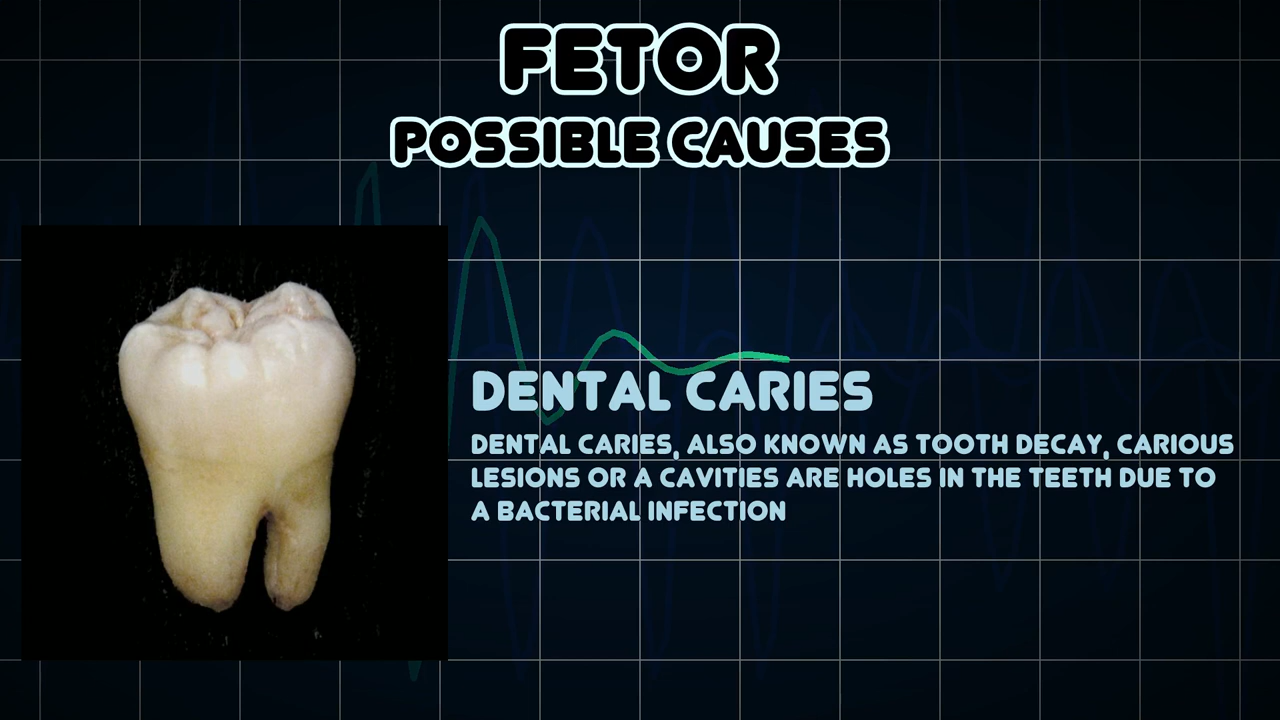 FETOR
POSSIBLE CAUSES
DENTAL CARIES
DENTAL CARIES, ALSO KNOWN AS TOOTH DECAY, CARIOUS
LESIONS OR A CAVITIES ARE HOLES IN THE TEETH DUE TO
A BACTERIAL INFECTION